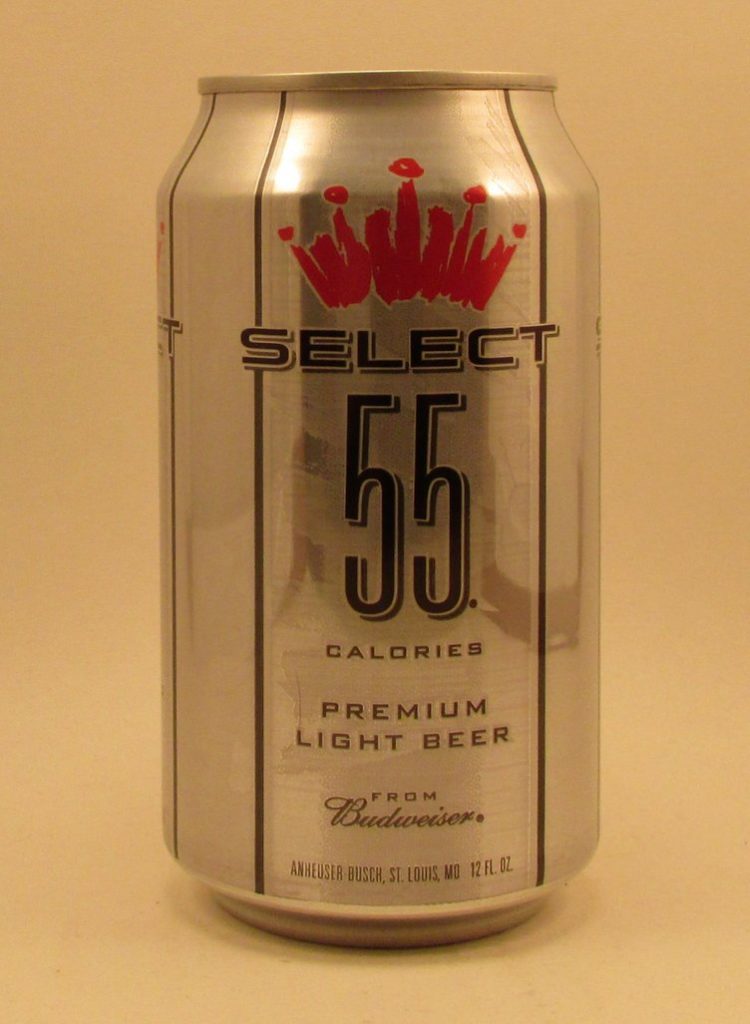 SELECT
55.
CALORIES
PREMIUM
LIGHT BEER
FROM
Budweiser
ANHEUSER-BUSCH, ST. LOUIS, MO 12 FL. OZ.